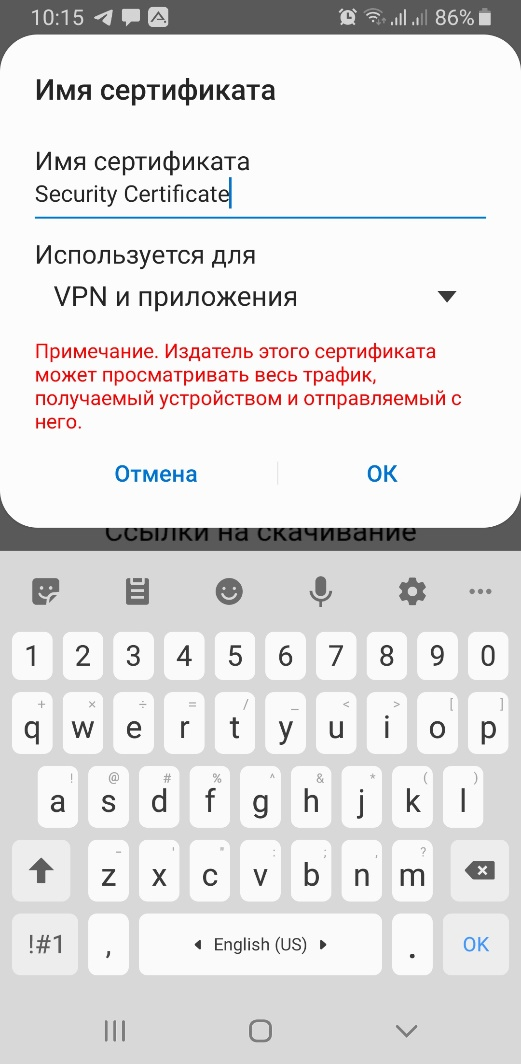 10:15 86%
Имя сертификата
Имя сертификата
Security Certificate
Используется для
VPN и приложения
Примечание. Издатель этого сертификата
может просматривать весь трафик,
получаемый устройством и отправляемый с
него.
Отмена ОК
Ссылки на скачивание
1 2 3 4 5 6 7 8 9 0
+ × ÷ = / _ < > [ ]
q w e r t y u i o p
! @ # % ^ & * ( )
a s d f g h j k l
- ' " : ; , ?
z x c v b n m
!#1 , English (US) . OK